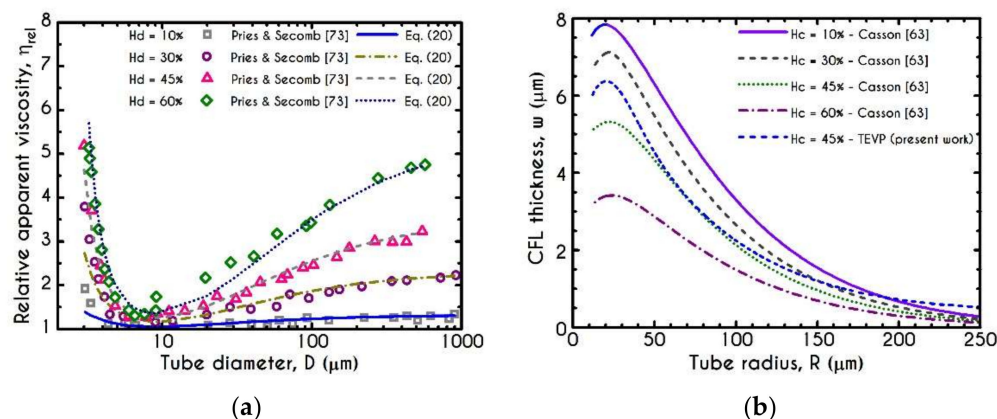 8
7
6
5
4
3
2
1
Relative apparent viscosity, ηrel
Hd = 10% Pries & Secomb [73] Eq. (20)
Hd = 30% Pries & Secomb [73] Eq. (20)
Hd = 45% Pries & Secomb [73] Eq. (20)
Hd = 60% Pries & Secomb [73] Eq. (20)
1 10 100 1000
Tube diameter, D (μm)
(a)
8
6
4
2
0
CFL thickness, w (μm)
Hc = 10% - Casson [63]
Hc = 30% - Casson [63]
Hc = 45% - Casson [63]
Hc = 60% - Casson [63]
Hc = 45% - TEVP (present work)
0 50 100 150 200 250
Tube radius, R (μm)
(b)